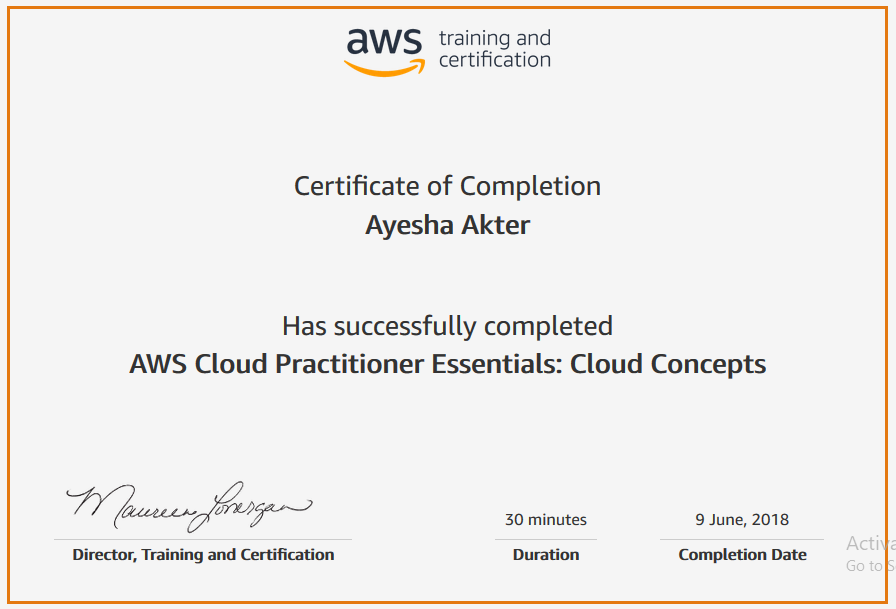 aws training and
certification
Certificate of Completion
Ayesha Akter
Has successfully completed
AWS Cloud Practitioner Essentials: Cloud Concepts
Maureen Lonergan
30 minutes
9 June, 2018
Director, Training and Certification
Duration
Completion Date
Go to